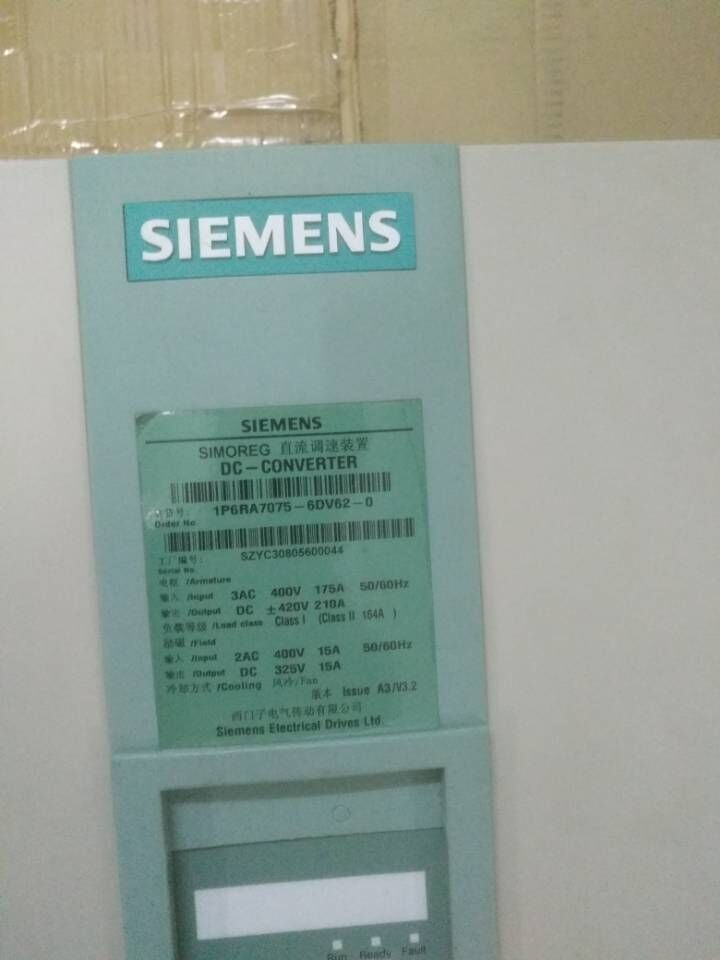 SIEMENS
SIEMENS
SIMOREG 直流调速装置
DC-CONVERTER
订货号: 1P6RA7075-6DV62-0
Order No.
SZYC30805600044
工厂编号:
Serial No.
电枢 /Armature
输入 /Input 3AC 400V 175A 50/60Hz
输出 /Output DC ±420V 210A
负载等级 /Load class Class I (Class II 164A )
励磁 /Field
输入 /Input 2AC 400V 15A 50/60Hz
输出 /Output DC 325V 15A
冷却方式 /Cooling 风冷/Fan
版本 Issue A3/V3.2
西门子电气传动有限公司
Siemens Electrical Drives Ltd.
Run Ready Fault